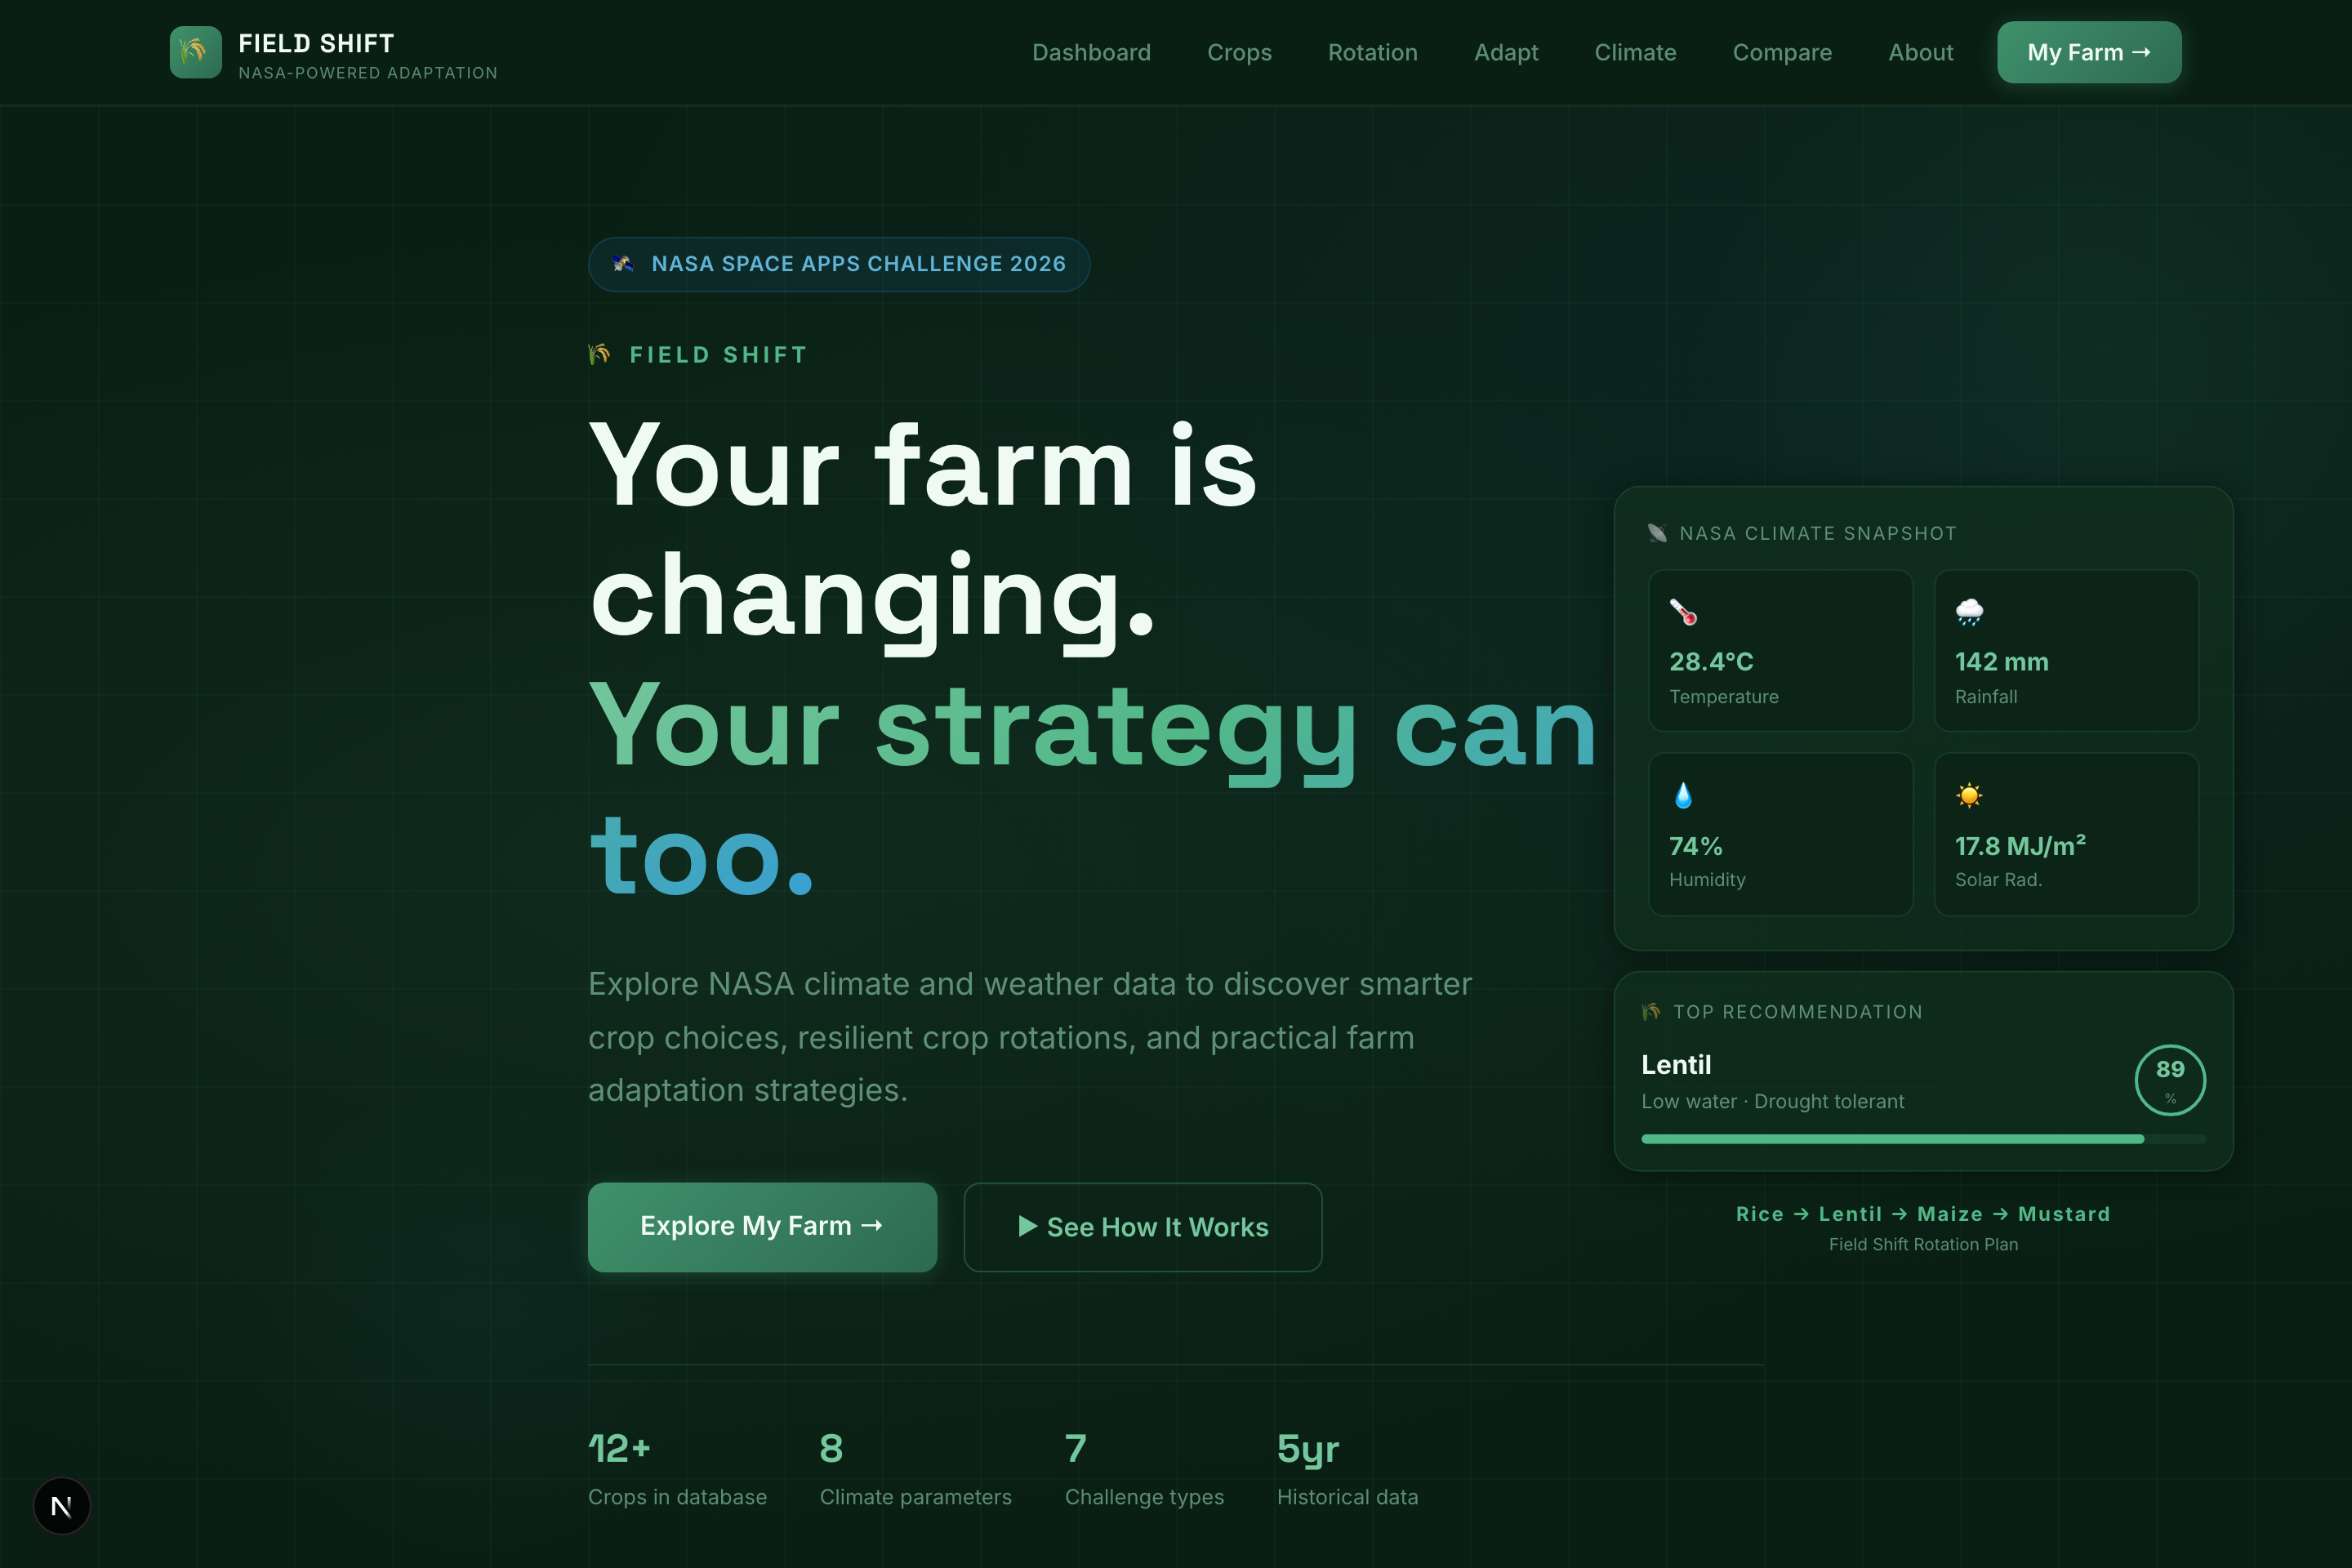 FIELD SHIFT
NASA-POWERED ADAPTATION
Dashboard
Crops
Rotation
Adapt
Climate
Compare
About
My Farm →
NASA SPACE APPS CHALLENGE 2026
FIELD SHIFT
Your farm is
changing.
Your strategy can
too.
Explore NASA climate and weather data to discover smarter
crop choices, resilient crop rotations, and practical farm
adaptation strategies.
Explore My Farm →
▶ See How It Works
12+
Crops in database
8
Climate parameters
7
Challenge types
5yr
Historical data
NASA CLIMATE SNAPSHOT
28.4°C
Temperature
142 mm
Rainfall
74%
Humidity
17.8 MJ/m²
Solar Rad.
TOP RECOMMENDATION
Lentil
Low water · Drought tolerant
89
%
Rice → Lentil → Maize → Mustard
Field Shift Rotation Plan
N